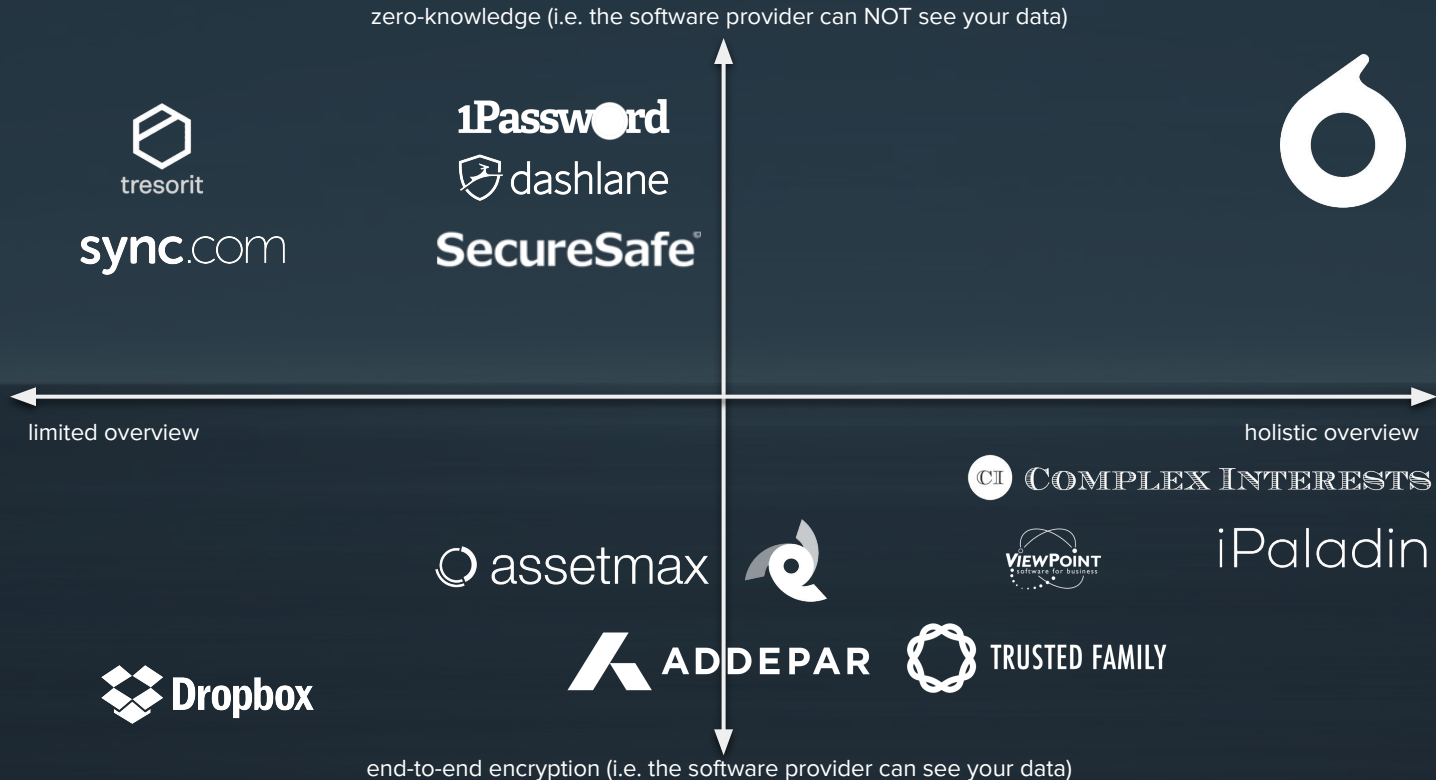 zero-knowledge (i.e. the software provider can NOT see your data)
1Password
tresorit
dashlane
sync.com
SecureSafe
limited overview
holistic overview
CI COMPLEX INTERESTS
assetmax
VIEWPOINT
software for business
iPaladin
ADDEPAR
TRUSTED FAMILY
Dropbox
end-to-end encryption (i.e. the software provider can see your data)